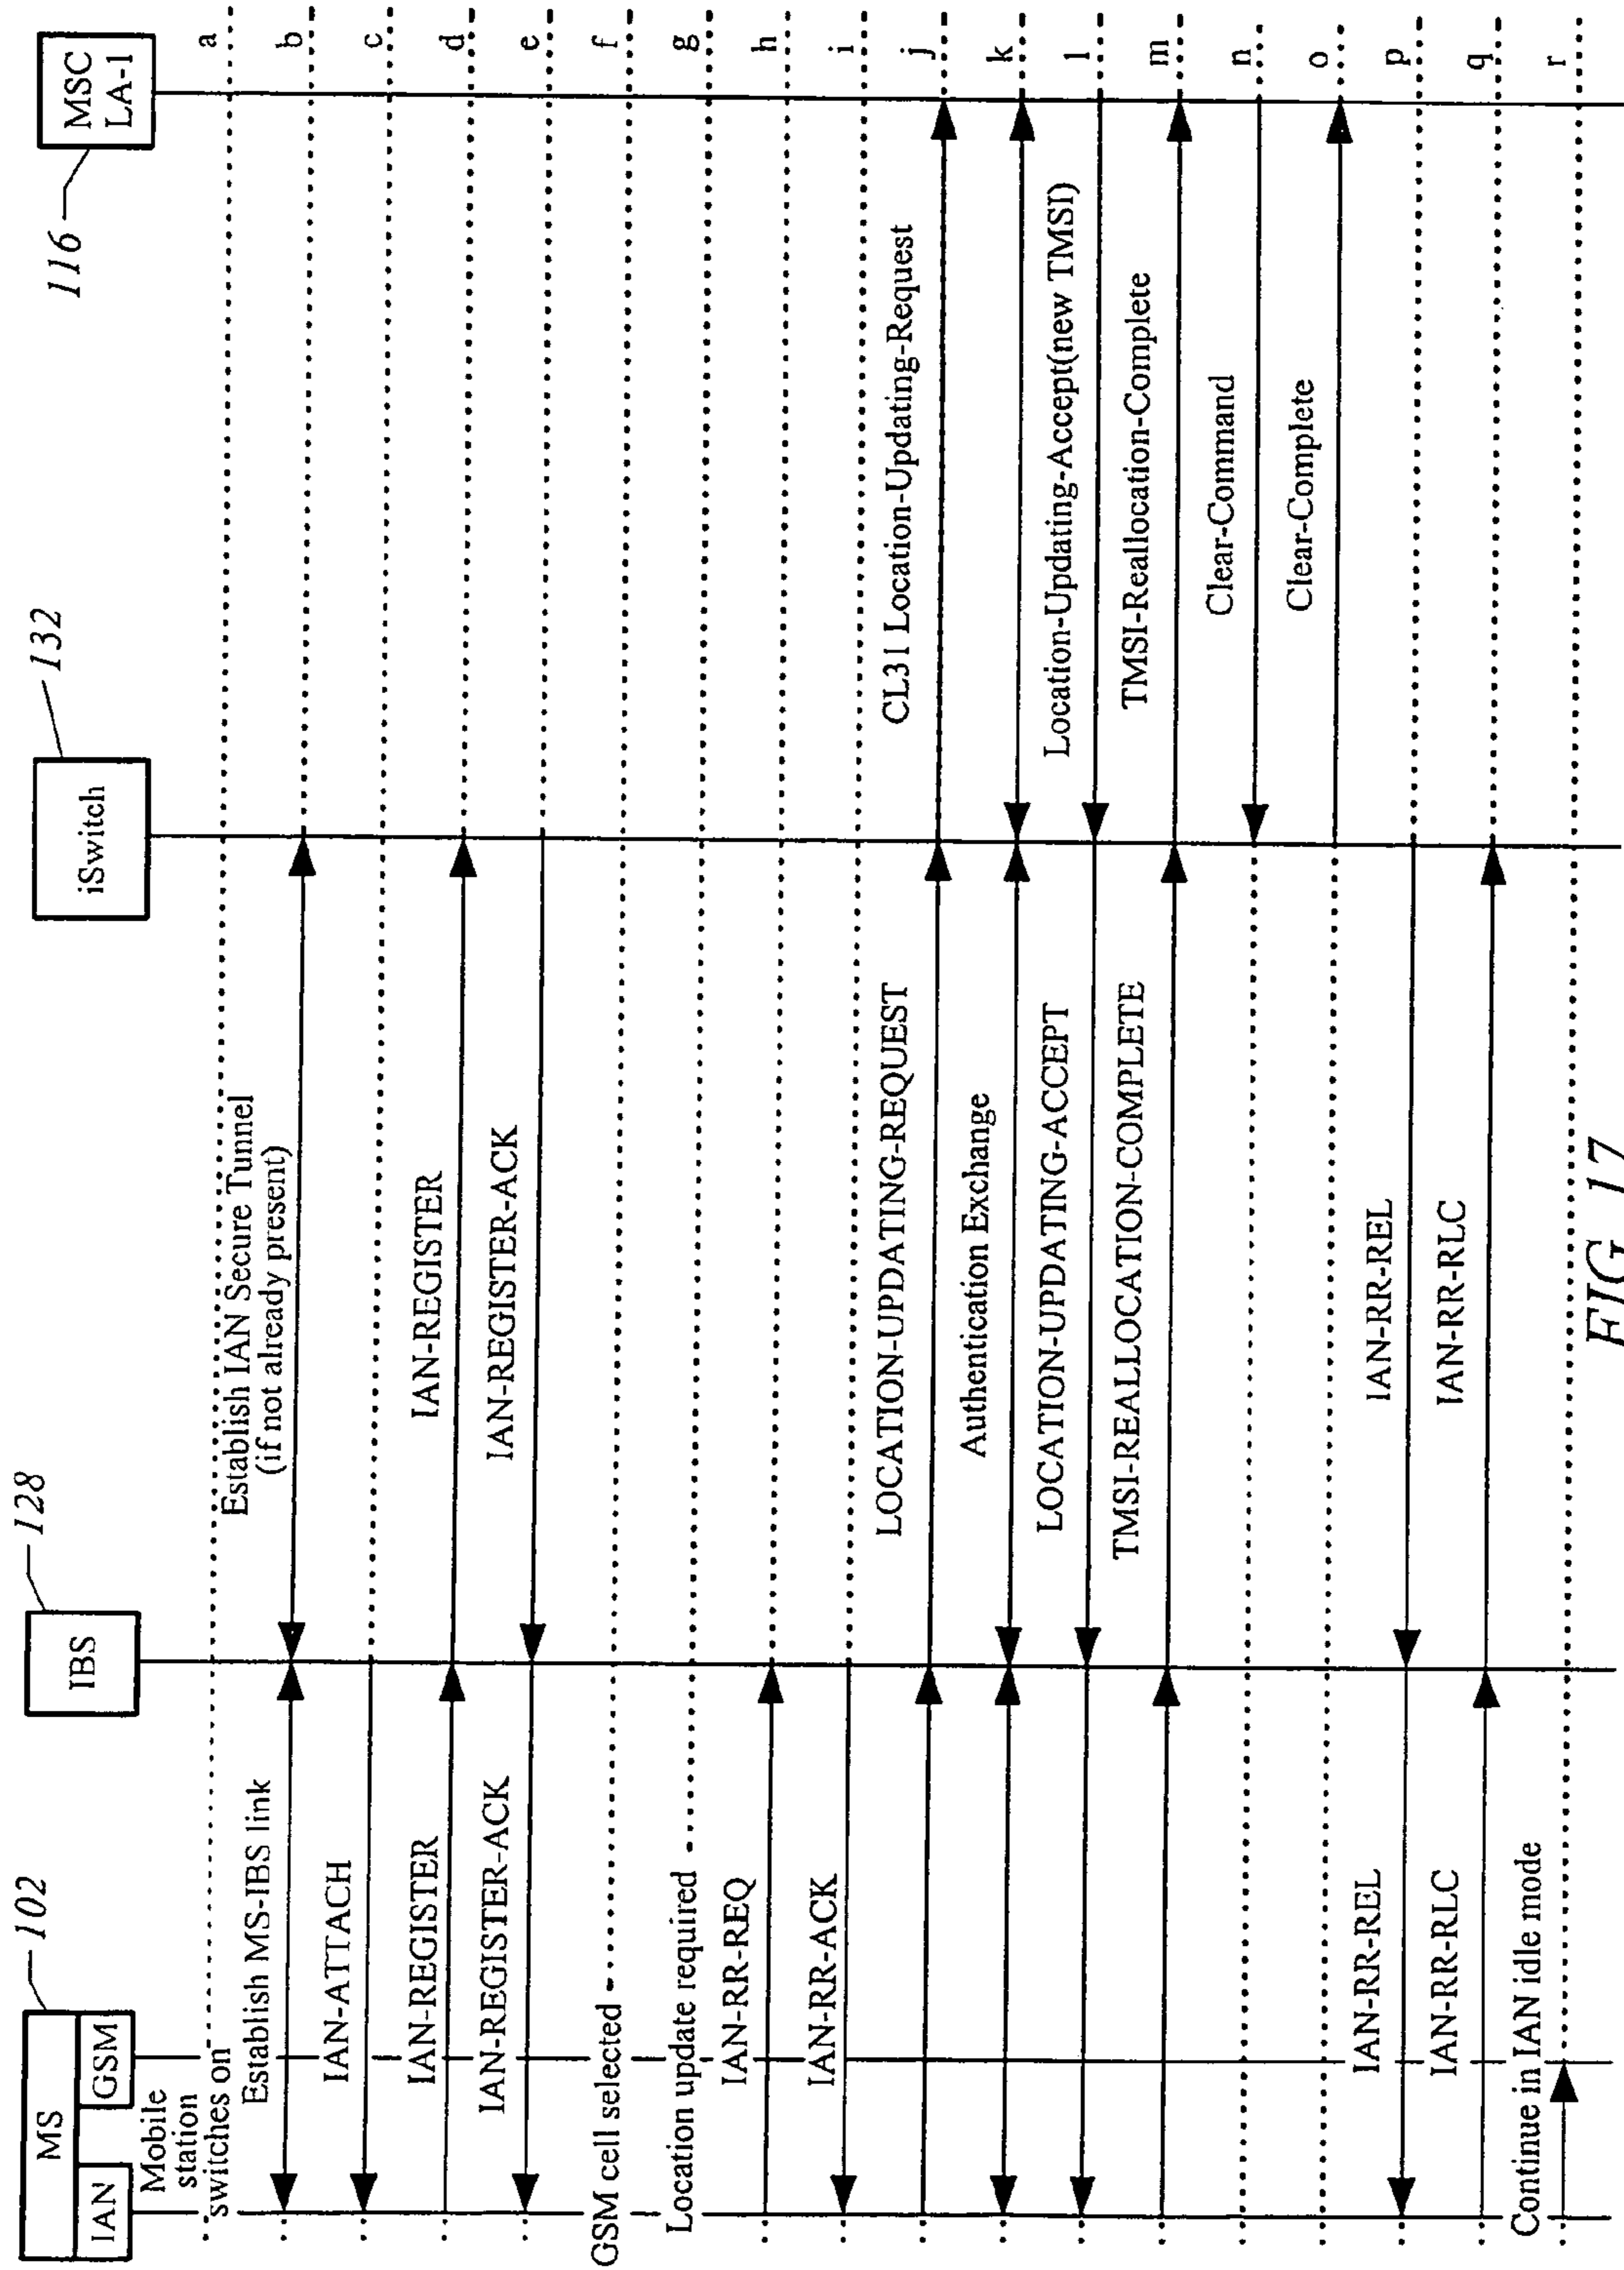 102
128
132
116
MS
IAN
GSM
IBS
iSwitch
MSC
LA-1
Mobile
station
switches on
a
Establish MS-IBS link
Establish IAN Secure Tunnel
(if not already present)
b
IAN-ATTACH
c
IAN-REGISTER
IAN-REGISTER
d
IAN-REGISTER-ACK
IAN-REGISTER-ACK
e
GSM cell selected
f
Location update required
g
IAN-RR-REQ
h
IAN-RR-ACK
i
LOCATION-UPDATING-REQUEST
CL31 Location-Updating-Request
j
Authentication Exchange
k
LOCATION-UPDATING-ACCEPT
Location-Updating-Accept(new TMSI)
l
TMSI-REALLOCATION-COMPLETE
TMSI-Reallocation-Complete
m
Clear-Command
n
Clear-Complete
o
IAN-RR-REL
IAN-RR-REL
p
IAN-RR-RLC
IAN-RR-RLC
q
Continue in IAN idle mode
r
FIG. 17